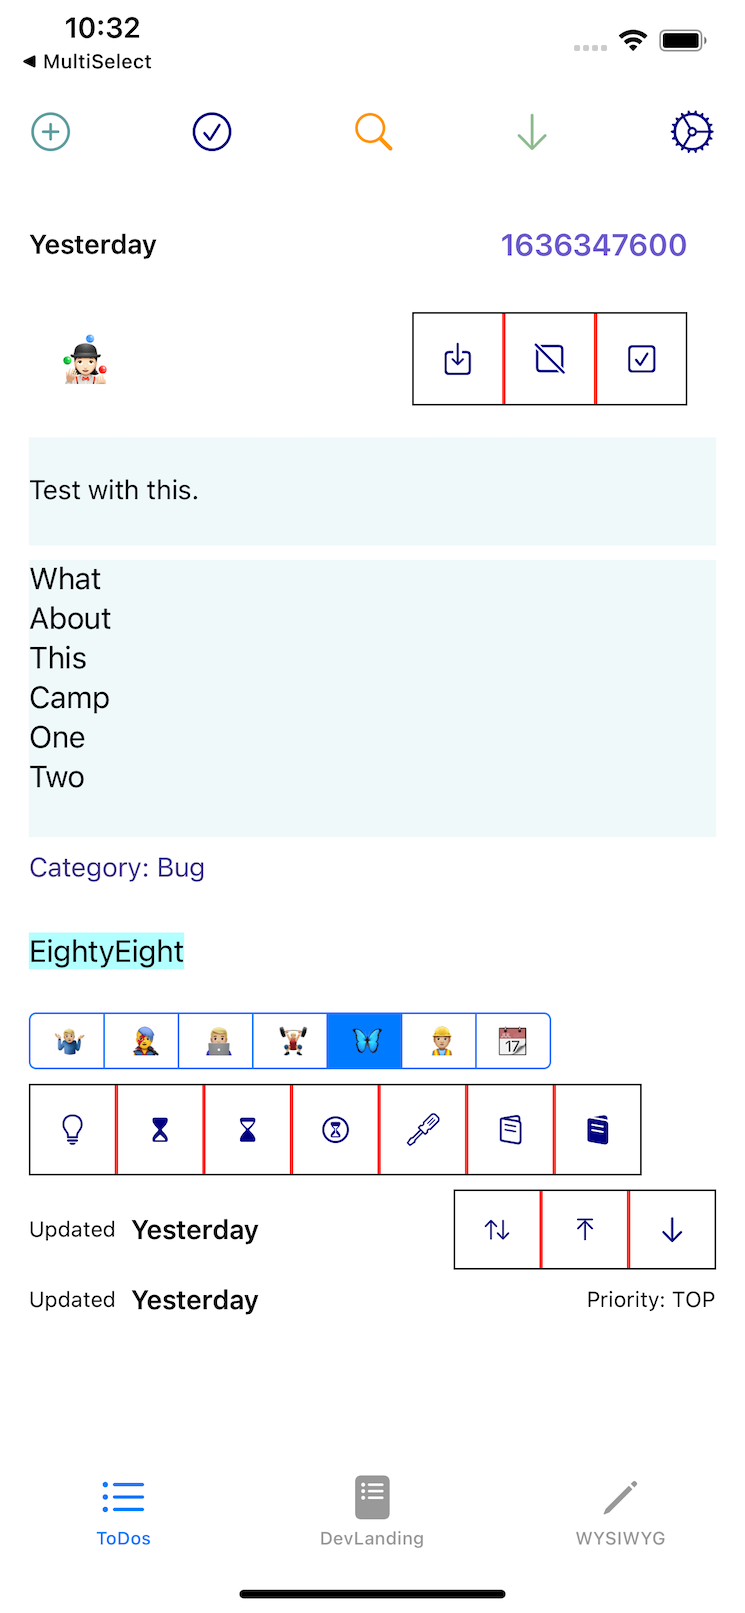 10:32
◀ MultiSelect
Yesterday
1636347600
Test with this.
What
About
This
Camp
One
Two
Category: Bug
EightyEight
17
Updated Yesterday
Updated Yesterday
Priority: TOP
ToDos
DevLanding
WYSIWYG